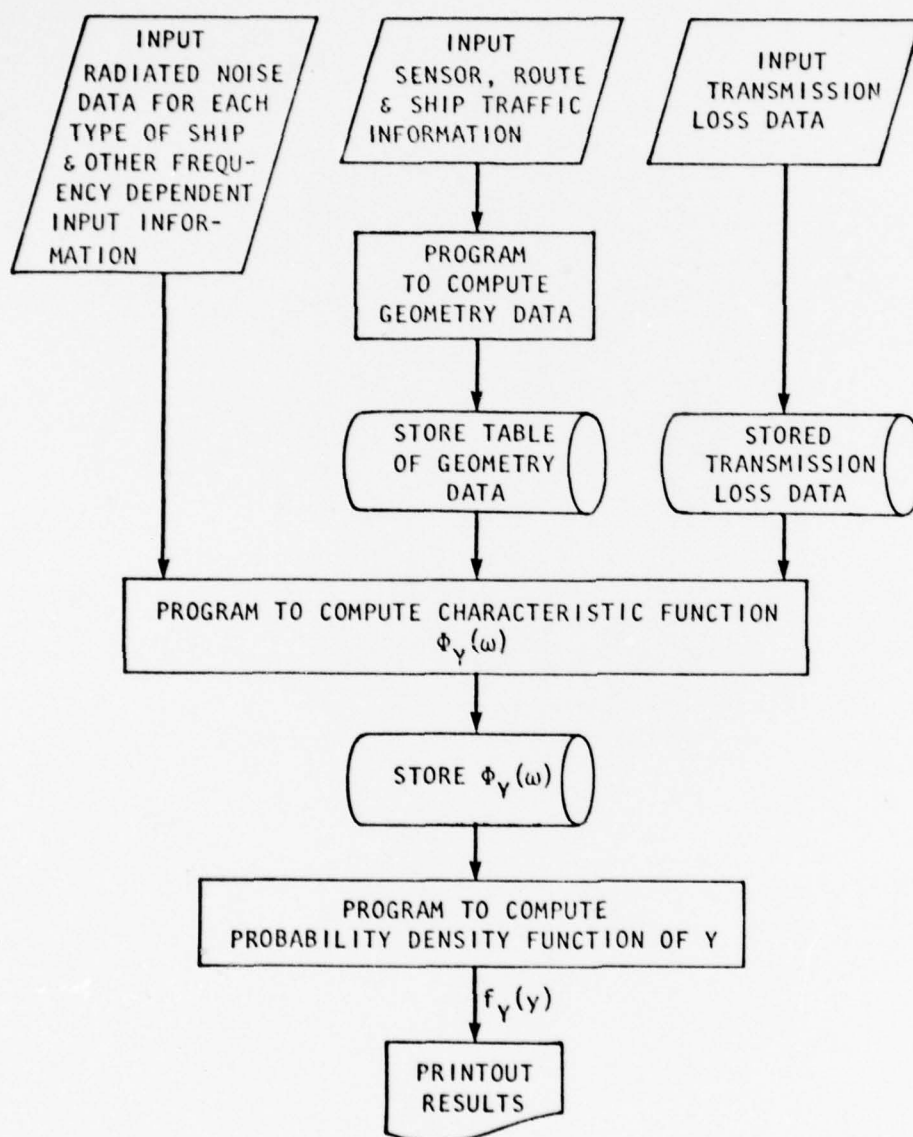 INPUT
RADIATED NOISE
DATA FOR EACH
TYPE OF SHIP
& OTHER FREQU-
ENCY DEPENDENT
INPUT INFOR-
MATION
INPUT
SENSOR, ROUTE
& SHIP TRAFFIC
INFORMATION
INPUT
TRANSMISSION
LOSS DATA
PROGRAM
TO COMPUTE
GEOMETRY DATA
STORE TABLE
OF GEOMETRY
DATA
STORED
TRANSMISSION
LOSS DATA
PROGRAM TO COMPUTE CHARACTERISTIC FUNCTION
Φ_Y(ω)
STORE Φ_Y(ω)
PROGRAM TO COMPUTE
PROBABILITY DENSITY FUNCTION OF Y
f_Y(y)
PRINTOUT
RESULTS